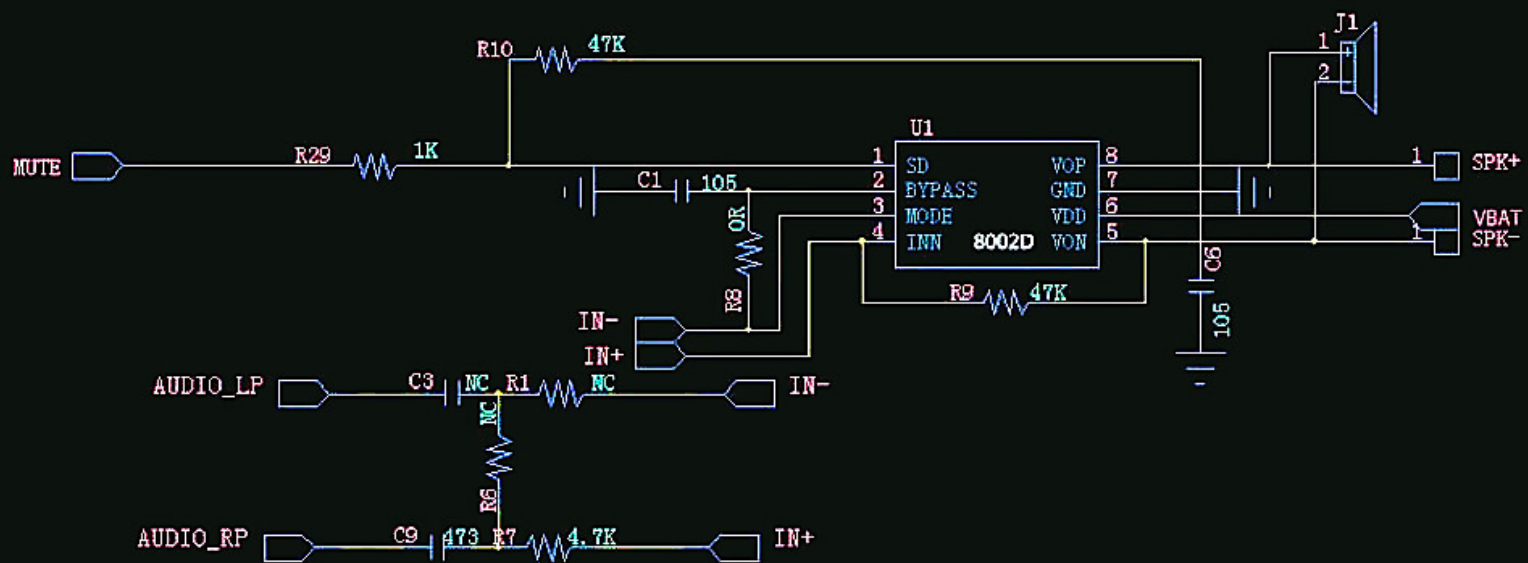 R10 47K
J1
1
2
U1
MUTE R29 1K
1 SD VOP 8 1 SPK+
C1 105 2 BYPASS GND 7
3 MODE VDD 6 VBAT
4 INN 8002D VON 5 1 SPK-
0R
R8
R9 47K
C6
105
IN-
IN+
AUDIO_LP C3 NC R1 NC IN-
NC
R6
AUDIO_RP C9 473 R7 4.7K IN+